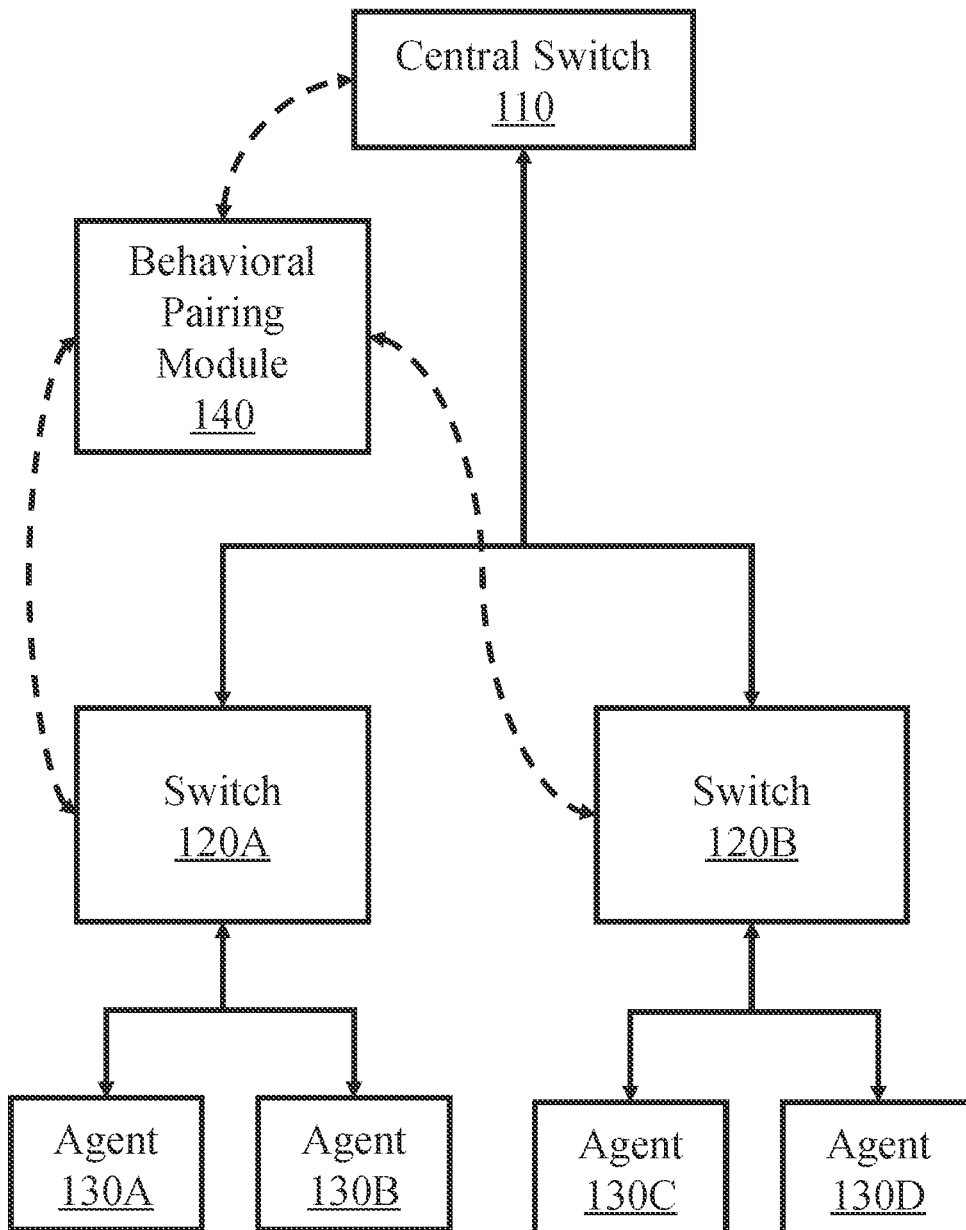 Central Switch
110
Behavioral
Pairing
Module
140
Switch
120A
Switch
120B
Agent
130A
Agent
130B
Agent
130C
Agent
130D